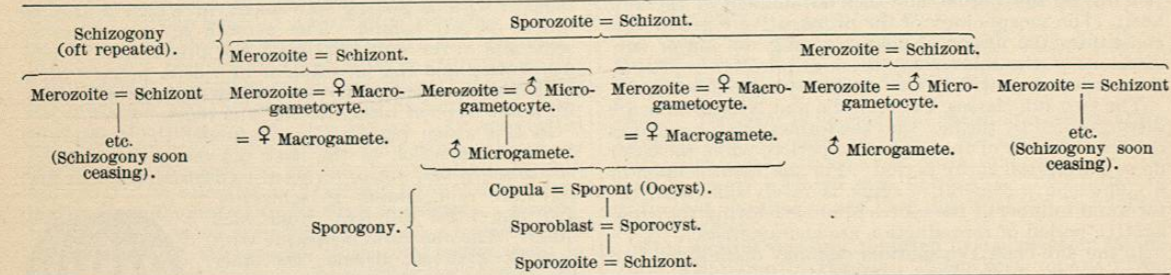 Sporozoite = Schizont.
Schizogony
(oft repeated).
Merozoite = Schizont.
Merozoite = Schizont.
Merozoite = Schizont
etc.
(Schizogony soon
ceasing).
Merozoite = ♀ Macro-
gametocyte.
= ♀ Macrogamete.
Merozoite = ♂ Micro-
gametocyte.
♂ Microgamete.
Merozoite = ♀ Macro-
gametocyte.
= ♀ Macrogamete.
Merozoite = ♂ Micro-
gametocyte.
♂ Microgamete.
Merozoite = Schizont
etc.
(Schizogony soon
ceasing).
Sporogony.
Copula = Sporont (Oocyst).
Sporoblast = Sporocyst.
Sporozoite = Schizont.